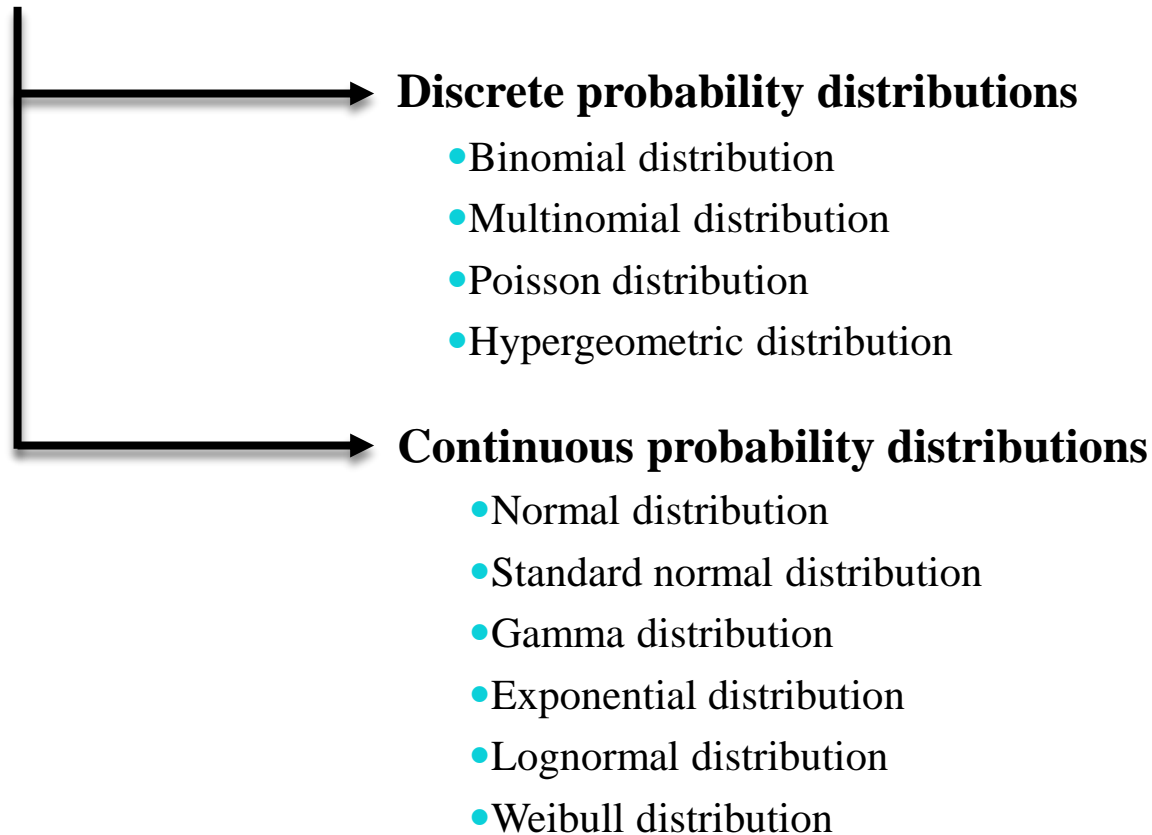 Discrete probability distributions
•Binomial distribution
•Multinomial distribution
•Poisson distribution
•Hypergeometric distribution
Continuous probability distributions
•Normal distribution
•Standard normal distribution
•Gamma distribution
•Exponential distribution
•Lognormal distribution
•Weibull distribution